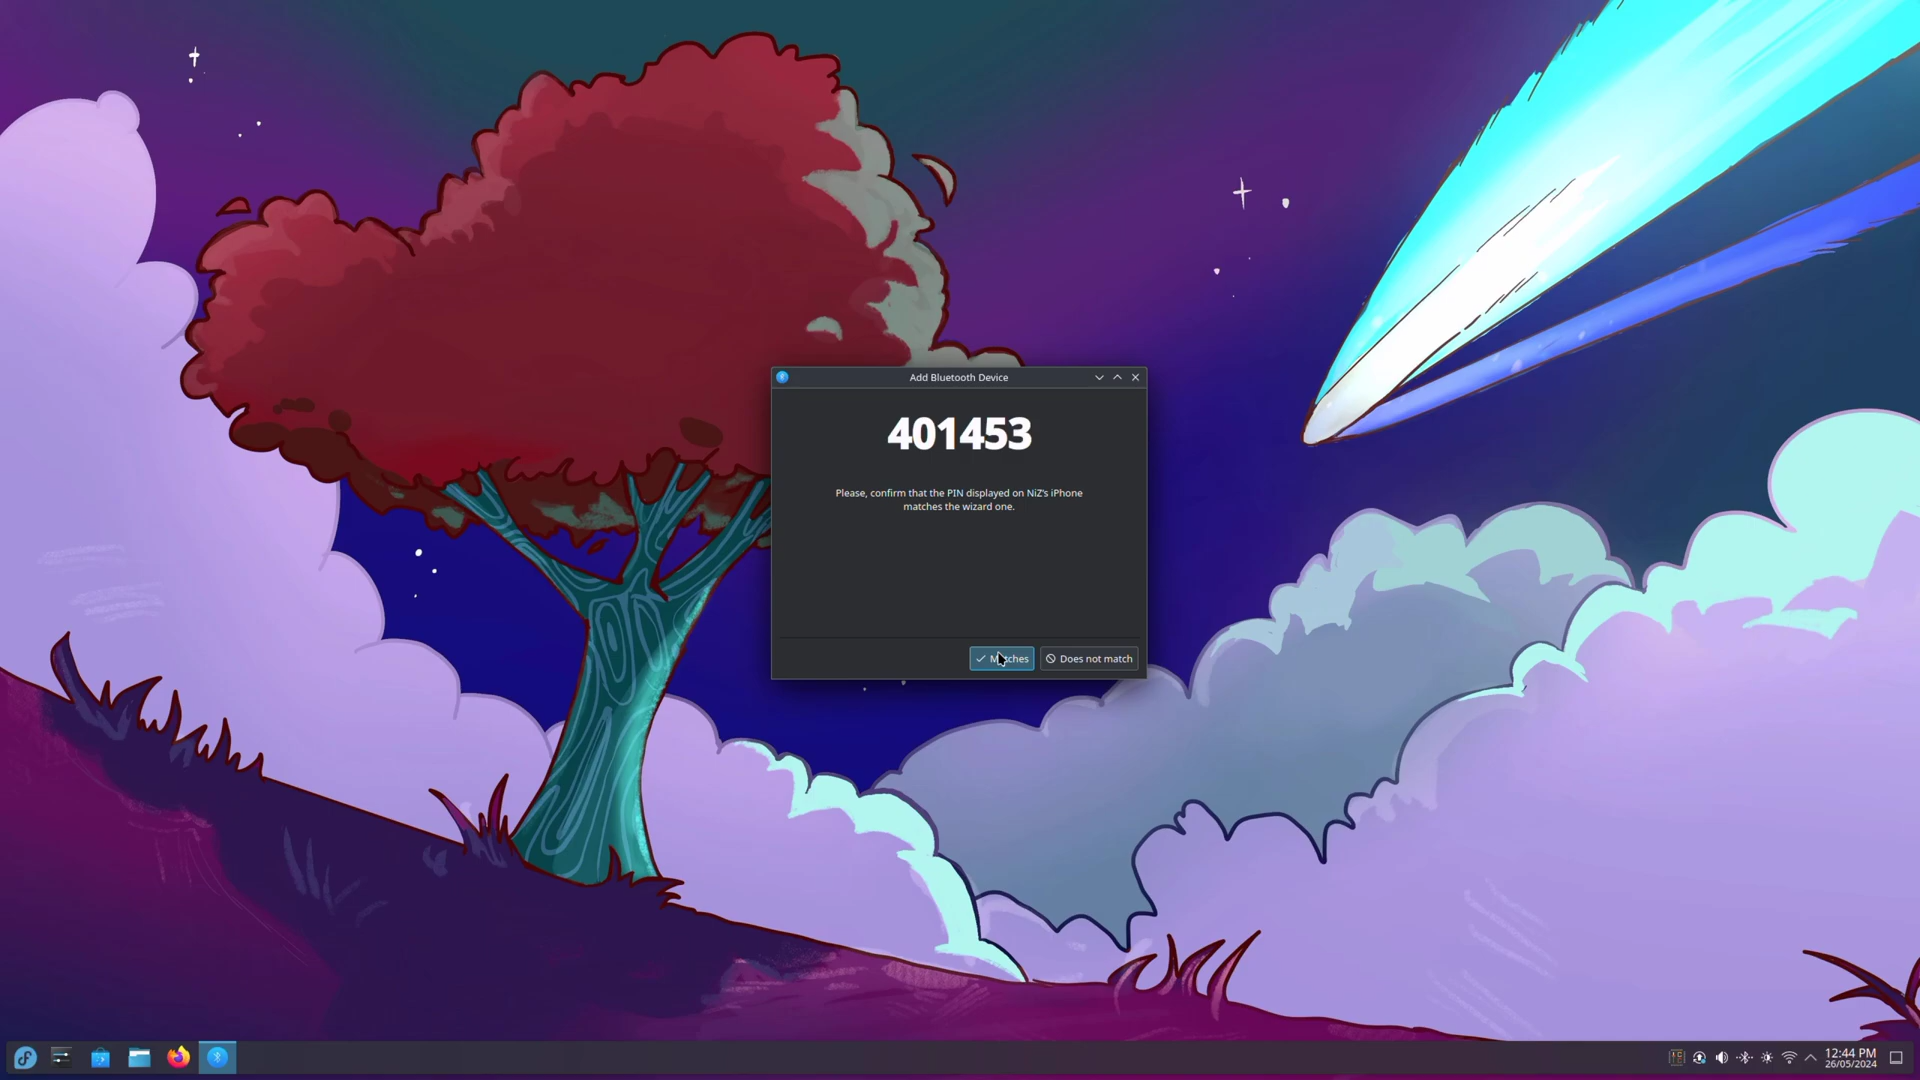 Add Bluetooth Device
401453
Please, confirm that the PIN displayed on NiZ's iPhone
matches the wizard one.
Does not match
12:44 PM
26/05/2024